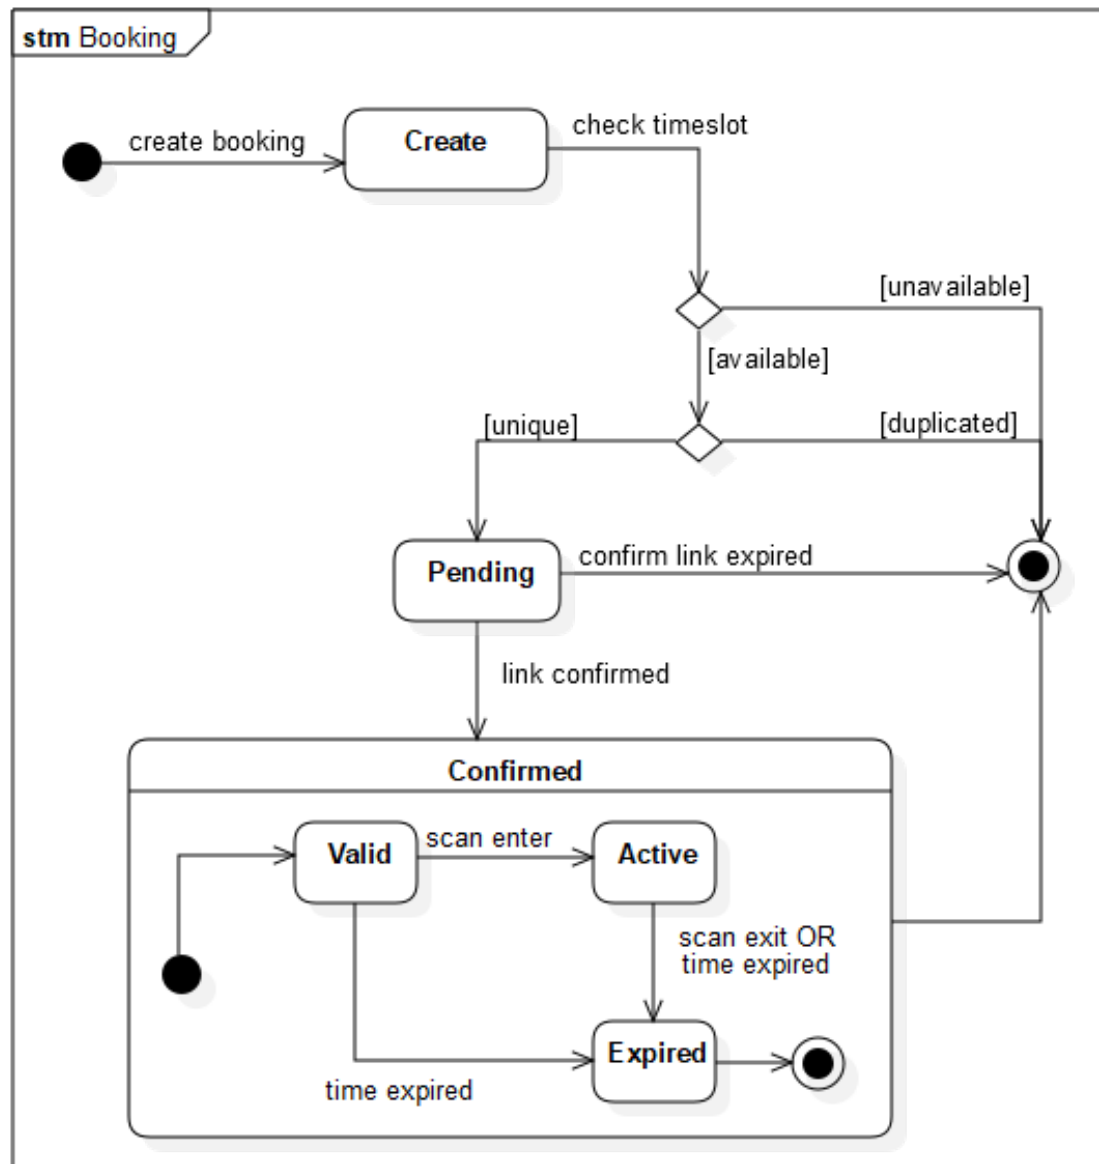 stm Booking
create booking
Create
check timeslot
[unavailable]
[available]
[unique]
[duplicated]
Pending
confirm link expired
link confirmed
Confirmed
Valid
scan enter
Active
scan exit OR
time expired
Expired
time expired